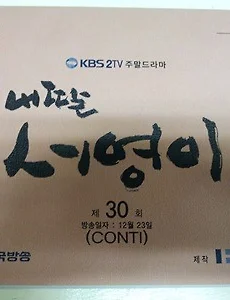 KBS 2TV 주말드라마
내 딸
서영이
제 30 회
방송일자 : 12월 23일
(CONTI)
국방송
제작